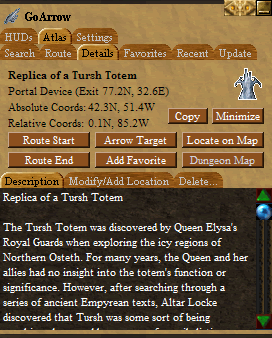 GoArrow
HUDs Atlas Settings
Search Route Details Favorites Recent Update
Replica of a Tursh Totem
Portal Device (Exit 77.2N, 32.6E)
Absolute Coords: 42.3N, 51.4W
Relative Coords: 0.1N, 85.2W
Copy Minimize
Route Start Arrow Target Locate on Map
Route End Add Favorite Dungeon Map
Description Modify/Add Location Delete...
Replica of a Tursh Totem
The Tursh Totem was discovered by Queen Elysa's
Royal Guards when exploring the icy regions of
Northern Osteth. For many years, the Queen and her
allies had no insight into the totem's function or
significance. However, after searching through a
series of ancient Empyrean texts, Altar Locke
discovered that Tursh was some sort of being